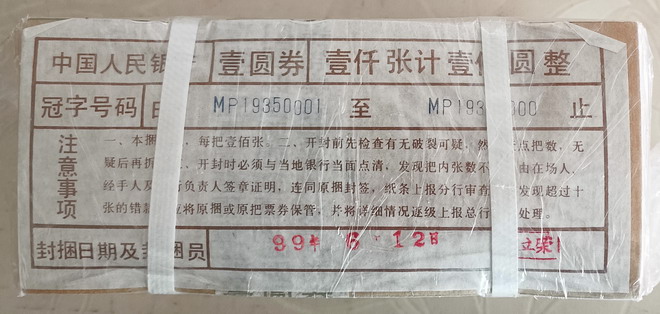 中国人民银 壹圆券 壹仟张计壹 圆整
冠字号码 MP19350001 至 MP193 000 止
注意事项
一、本捆 ，每把壹佰张。二、开封前先检查有无破裂可疑，然 点把数，无
疑后再拆 、开封时必须与当地银行当面点清，发现把内张数不 由在场人、
经手人及 负责人签章证明，连同原捆封签，纸条上报分行审查 发现超过十
张的错款 应将原捆或原把票券保管，并将详细情况逐级上报总行 处理。
封捆日期及封捆员 99年 6 12日